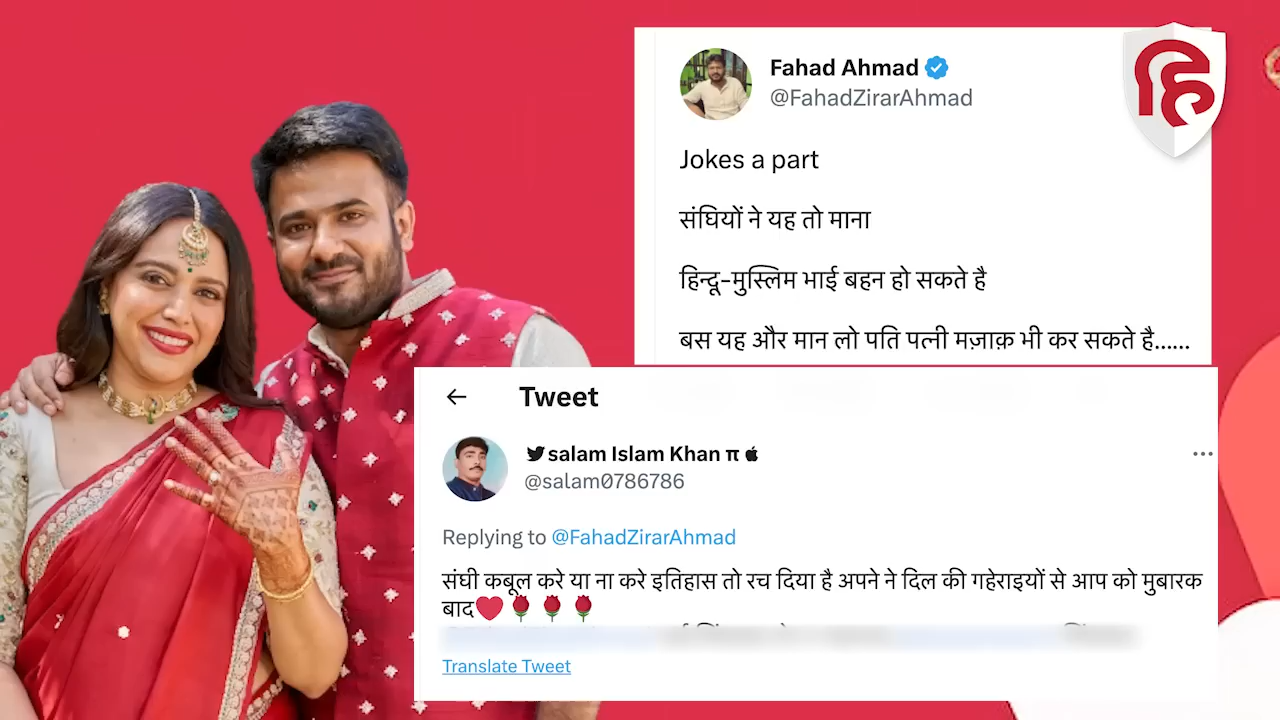 Fahad Ahmad
@FahadZirarAhmad
Jokes a part
संघियों ने यह तो माना
हिन्दू-मुस्लिम भाई बहन हो सकते है
बस यह और मान लो पति पत्नी मज़ाक़ भी कर सकते है......
हि
Tweet
salam Islam Khan π
@salam0786786
Replying to @FahadZirarAhmad
संघी कबूल करे या ना करे इतिहास तो रच दिया है अपने ने दिल की गहेराइयों से आप को मुबारक
बाद❤️🌹🌹🌹
Translate Tweet